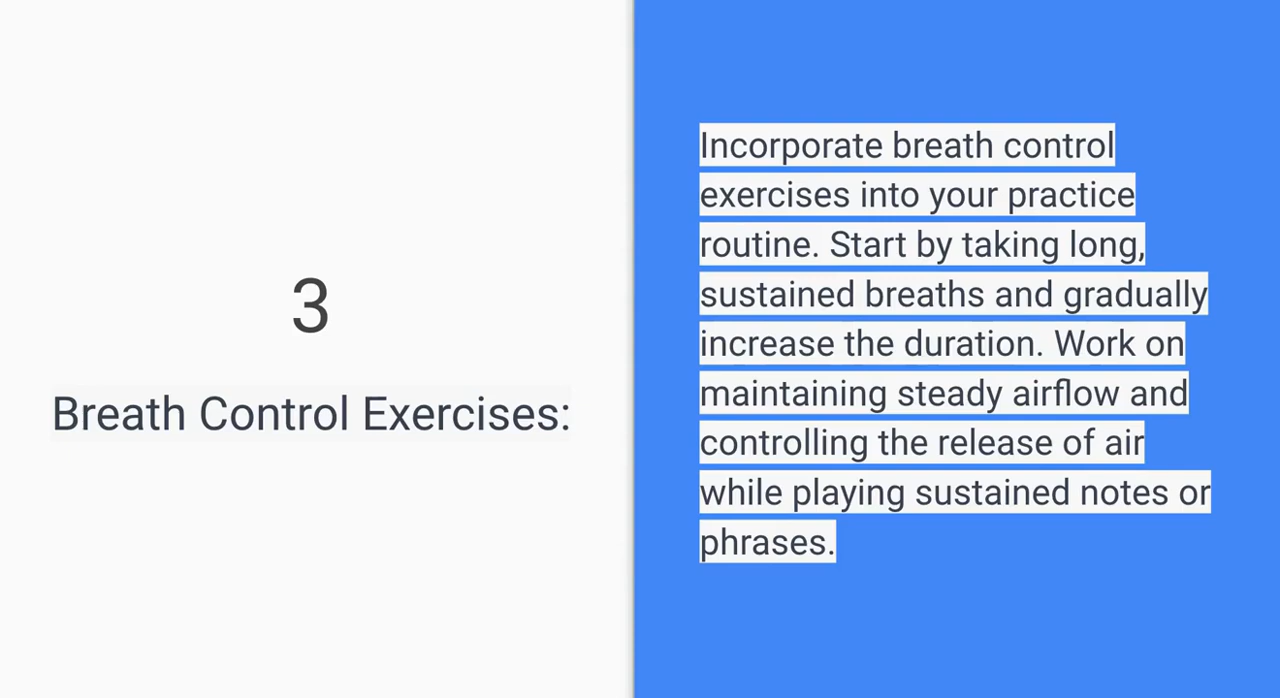 3
Breath Control Exercises:
Incorporate breath control
exercises into your practice
routine. Start by taking long,
sustained breaths and gradually
increase the duration. Work on
maintaining steady airflow and
controlling the release of air
while playing sustained notes or
phrases.